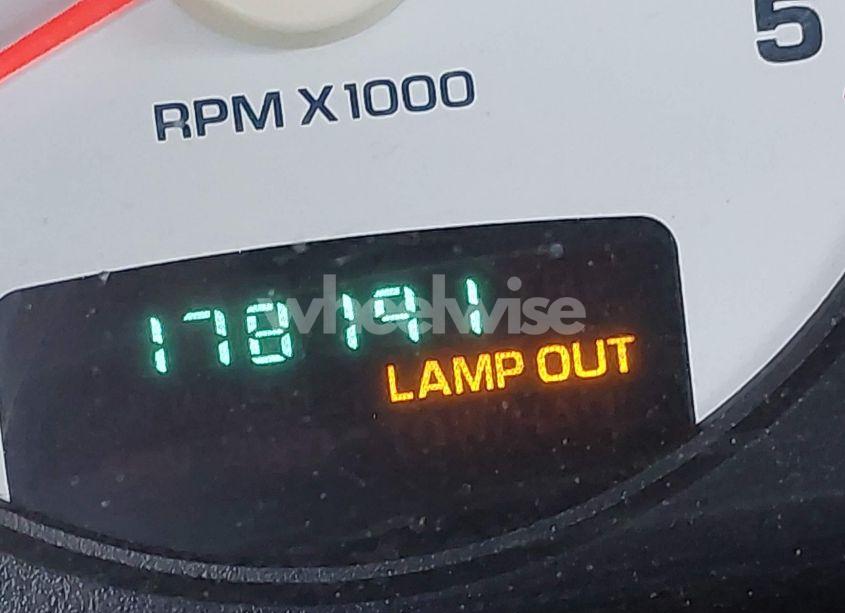 5
RPM X1000
178191
wheelwise
LAMP OUT